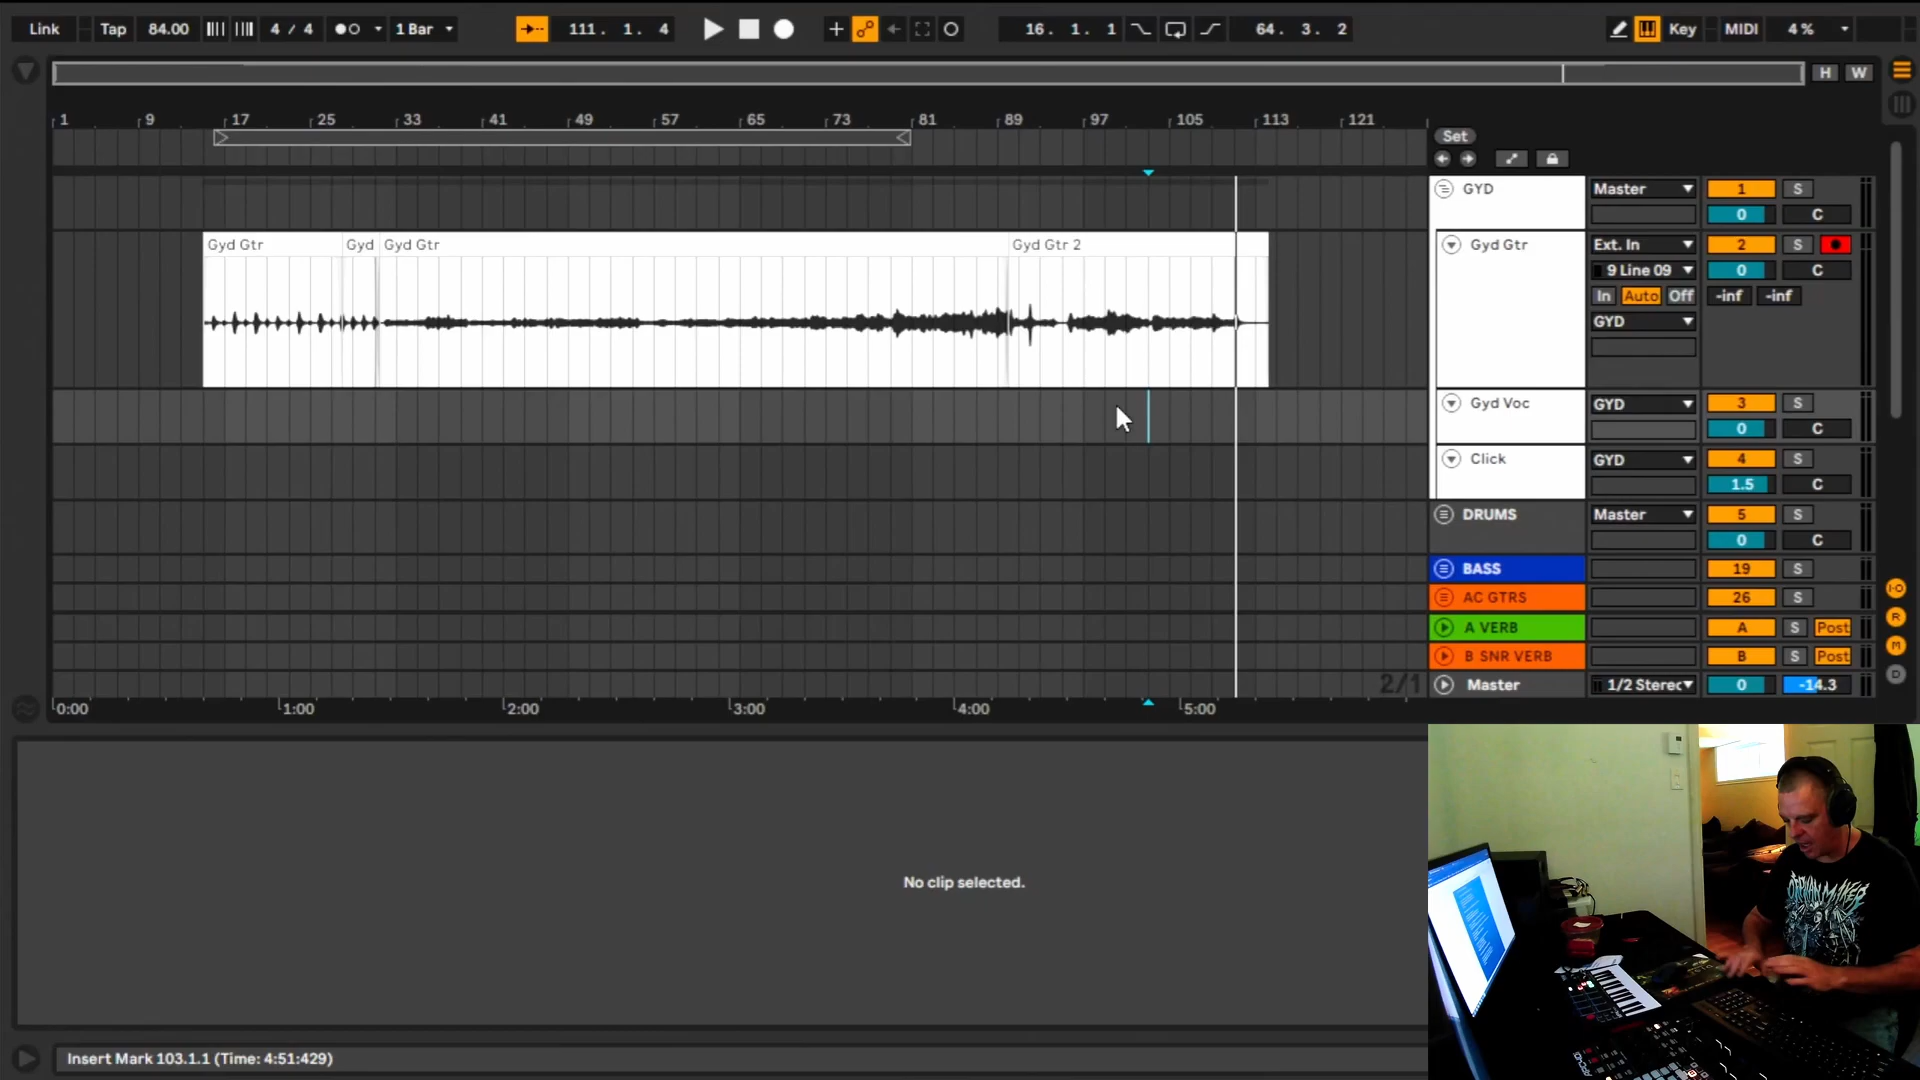 Link Tap 84.00 4 / 4 1 Bar 111. 1. 4 16. 1. 1 64. 3. 2 Key MIDI 4 %
H W
1 9 17 25 33 41 49 57 65 73 81 89 97 105 113 121
Set
GYD Master 1 S
0 C
Gyd Gtr Gyd Gyd Gtr Gyd Gtr 2 Gyd Gtr Ext. In 2 S
9 Line 09 0 C
In Auto Off -inf -inf
GYD
Gyd Voc GYD 3 S
0 C
Click GYD 4 S
1.5 C
DRUMS Master 5 S
0 C
BASS 19 S
I-O
AC GTRS 26 S
R
A VERB A S Post
M
B SNR VERB B S Post
D
2/1 Master 1/2 Sterec 0 -14.3
0:00 1:00 2:00 3:00 4:00 5:00
No clip selected.
ORPHAN MAKER
Insert Mark 103.1.1 (Time: 4:51:429)